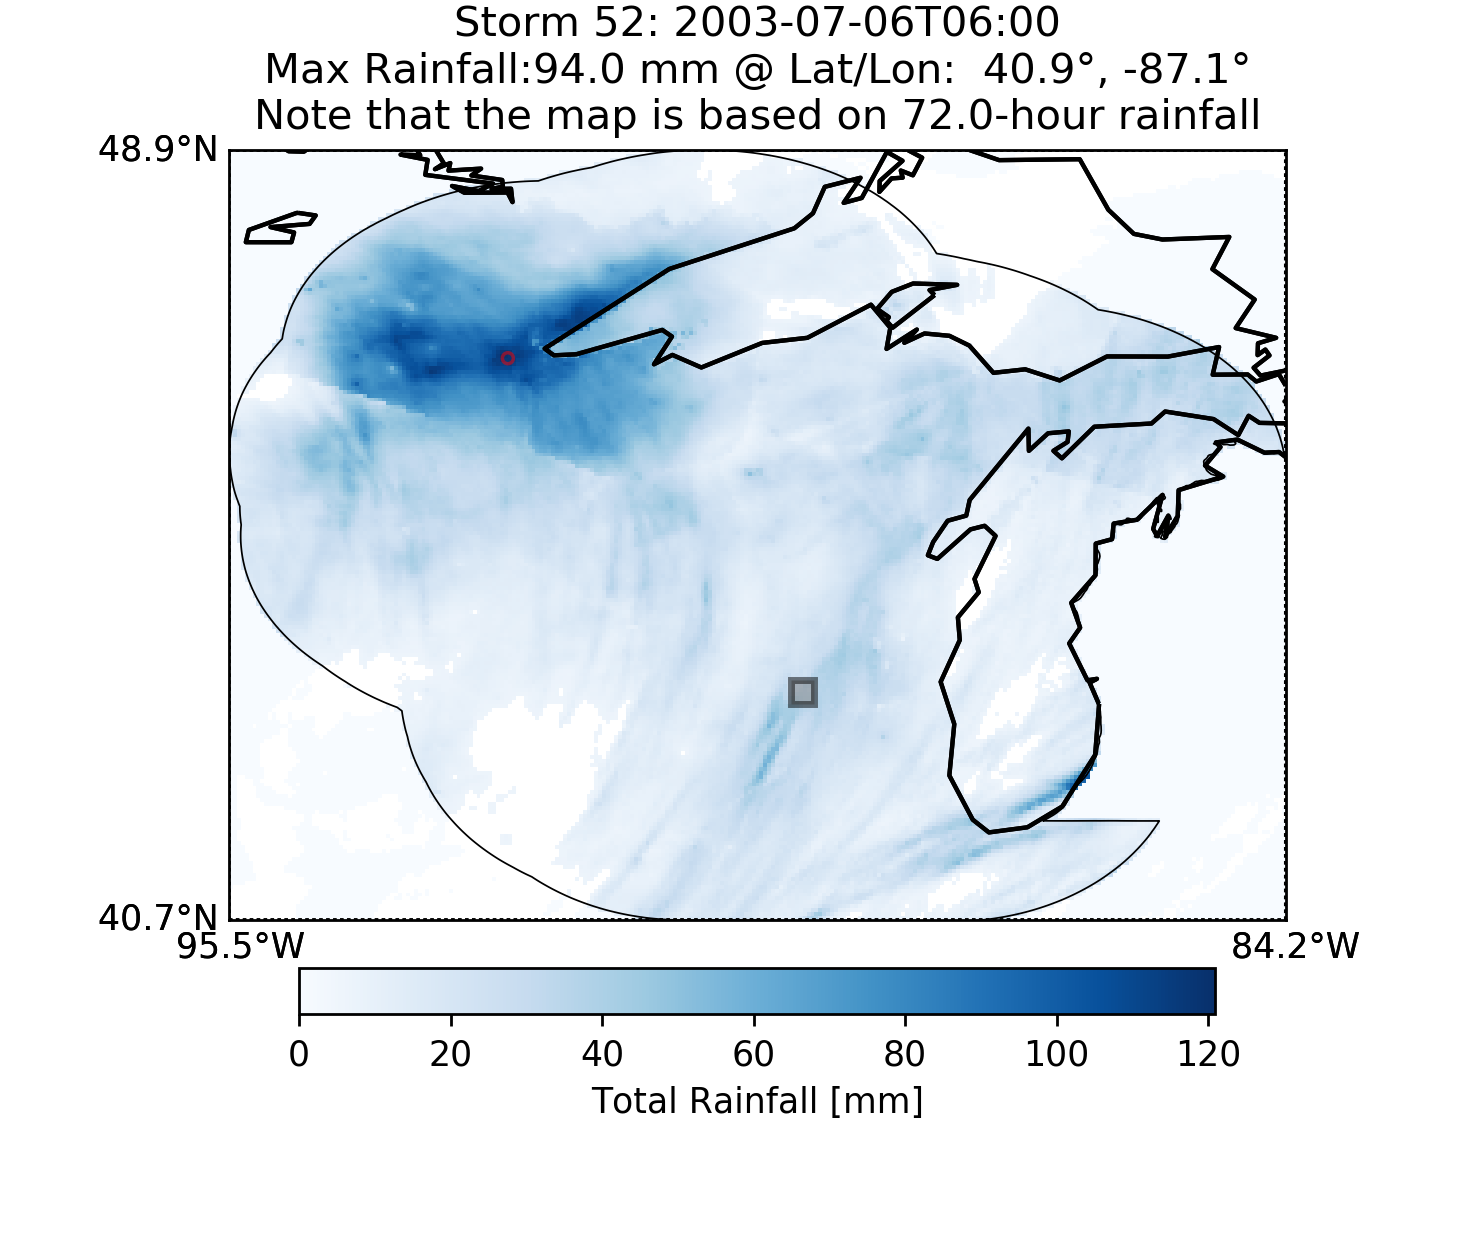 Storm 52: 2003-07-06T06:00
Max Rainfall:94.0 mm @ Lat/Lon:  40.9°, -87.1°
Note that the map is based on 72.0-hour rainfall
48.9°N
40.7°N
95.5°W 84.2°W
0 20 40 60 80 100 120
Total Rainfall [mm]